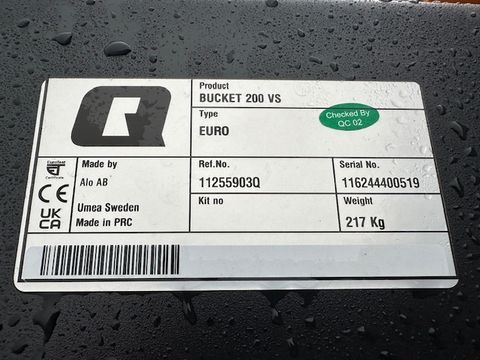 Product
BUCKET 200 VS
Type
EURO
Checked By
QC 02
Made by
Alo AB
Umea Sweden
Made in PRC
CE
UK
CA
Ref.No.
11255903Q
Serial No.
116244400519
Kit no
Weight
217 Kg